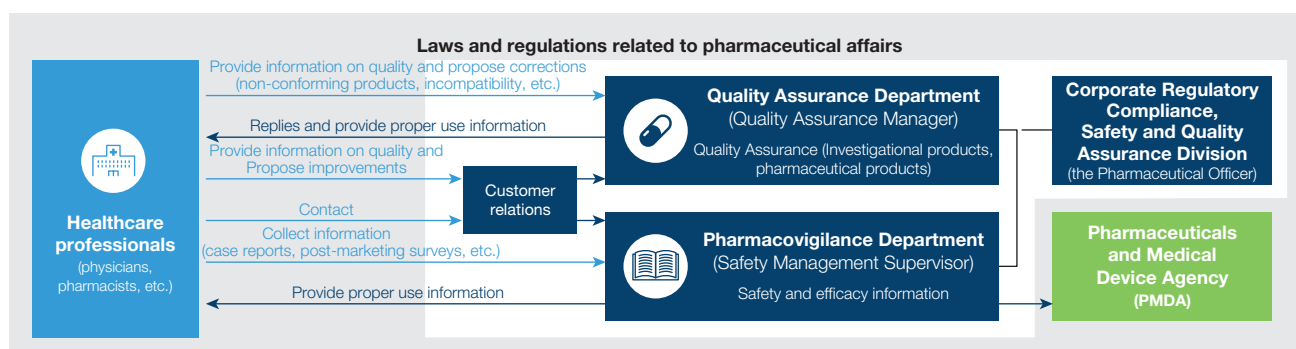 Laws and regulations related to pharmaceutical affairs
Healthcare
professionals
(physicians,
pharmacists, etc.)
Provide information on quality and propose corrections
(non-conforming products, incompatibility, etc.)
Replies and provide proper use information
Provide information on quality and
Propose improvements
Contact
Collect information
(case reports, post-marketing surveys, etc.)
Provide proper use information
Customer
relations
Quality Assurance Department
(Quality Assurance Manager)
Quality Assurance (Investigational products,
pharmaceutical products)
Pharmacovigilance Department
(Safety Management Supervisor)
Safety and efficacy information
Corporate Regulatory
Compliance,
Safety and Quality
Assurance Division
(the Pharmaceutical Officer)
Pharmaceuticals
and Medical
Device Agency
(PMDA)